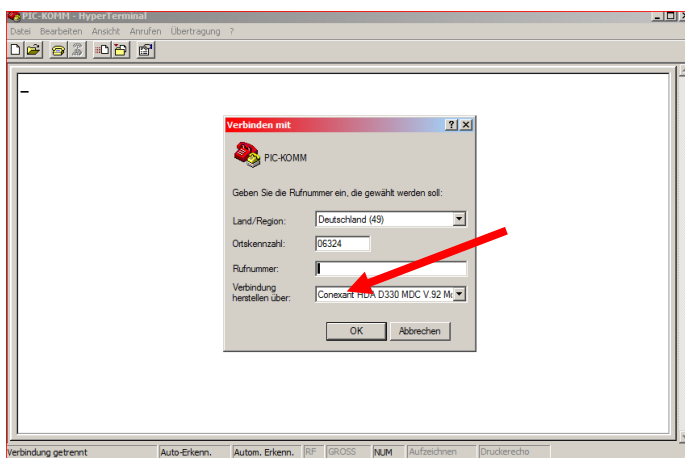 PIC-KOMM - HyperTerminal
Datei Bearbeiten Ansicht Anrufen Übertragung ?
Verbinden mit
PIC-KOMM
Geben Sie die Rufnummer ein, die gewählt werden soll:
Land/Region: Deutschland (49)
Ortskennzahl: 06324
Rufnummer:
Verbindung
herstellen über: Conexant HDA D330 MDC V.92 Mo
OK Abbrechen
Verbindung getrennt Auto-Erkenn. Autom. Erkenn. RF GROSS NUM Aufzeichnen Druckerecho